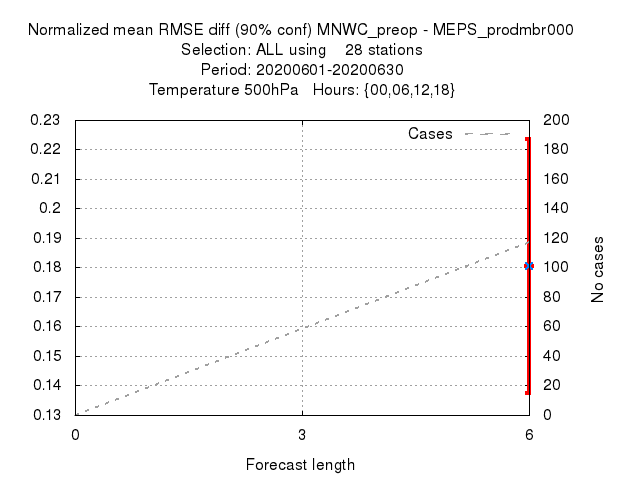 Normalized mean RMSE diff (90% conf) MNWC_preop - MEPS_prodmbr000
Selection: ALL using    28 stations
Period: 20200601-20200630
Temperature 500hPa   Hours: {00,06,12,18}
Cases
0.23
0.22
0.21
0.2
0.19
0.18
0.17
0.16
0.15
0.14
0.13
200
180
160
140
120
100
80
60
40
20
0
No cases
0 3 6
Forecast length